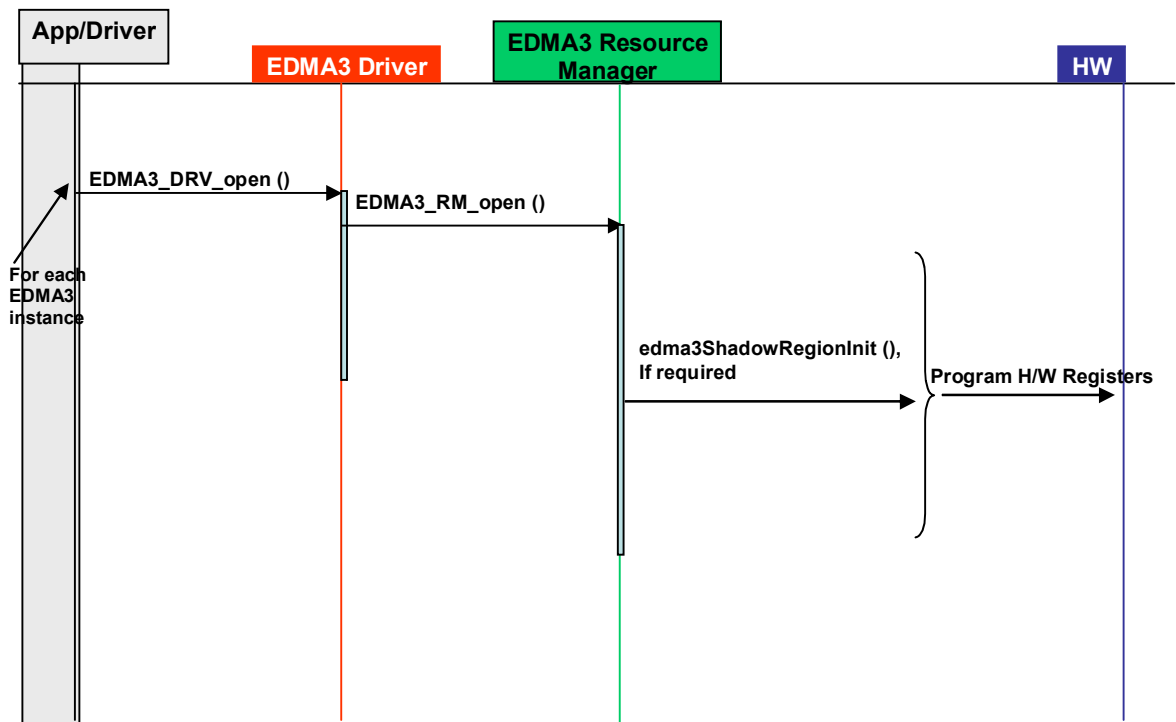 App/Driver
EDMA3 Driver
EDMA3 Resource
Manager
HW
EDMA3_DRV_open ()
EDMA3_RM_open ()
For each
EDMA3
instance
edma3ShadowRegionInit (),
If required
Program H/W Registers